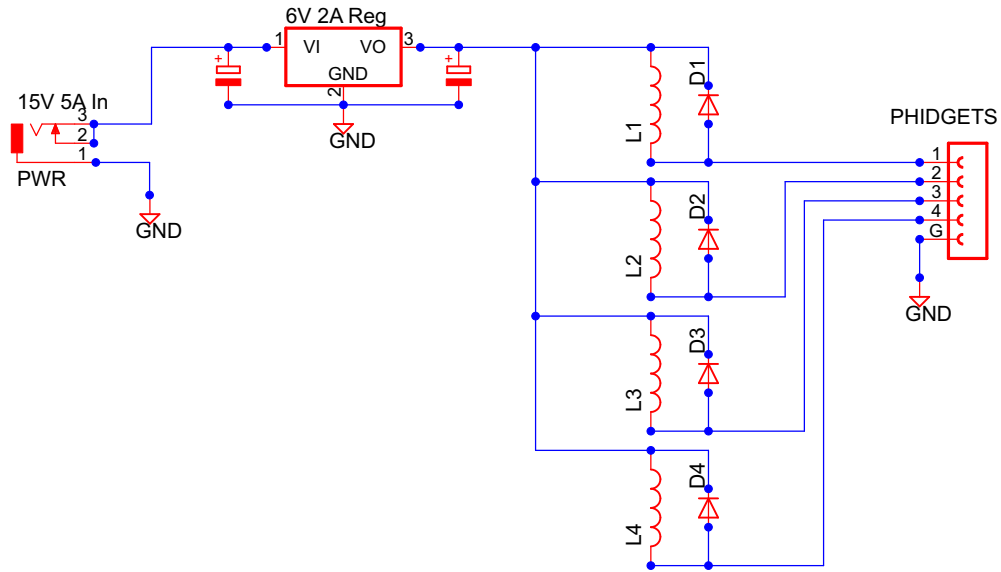 6V 2A Reg
1 VI VO 3
GND
2
+ +
GND
15V 5A In
3
2
1
PWR
GND
L1 D1
L2 D2
L3 D3
L4 D4
PHIDGETS
1
2
3
4
G
GND